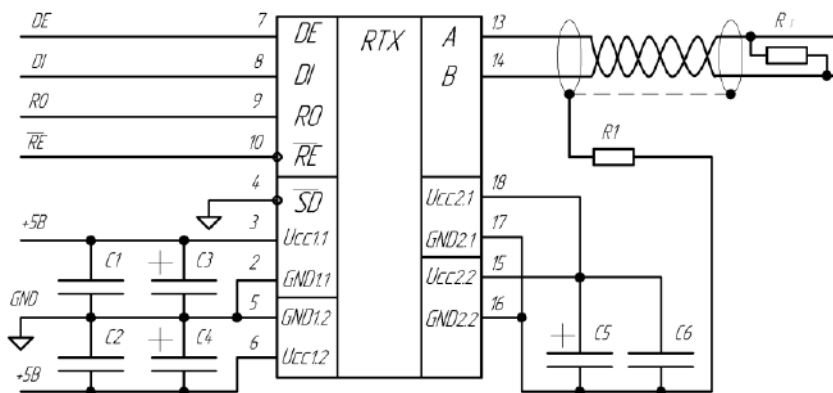 DE 7 DE RTX A 13 R
DI 8 DI B 14
RO 9 RO
R1
RE 10 RE
4 SD Ucc2.1 18
+5В 3 Ucc1.1 GND2.1 17
C1 + C3 2 GND1.1 Ucc2.2 15
GND 5 GND1.2 GND2.2 16
C2 + C4 6 Ucc1.2 + C5 C6
+5В